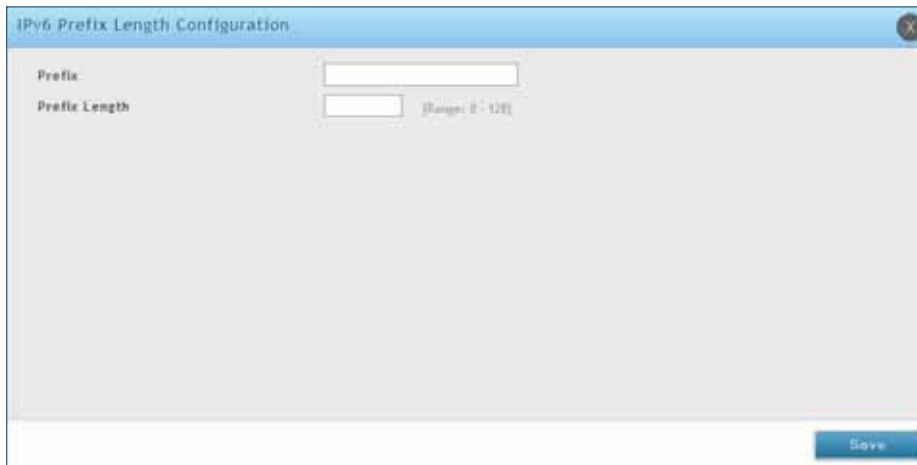 IPv6 Prefix Length Configuration
X
Prefix
Prefix Length [Range: 0 - 128]
Save